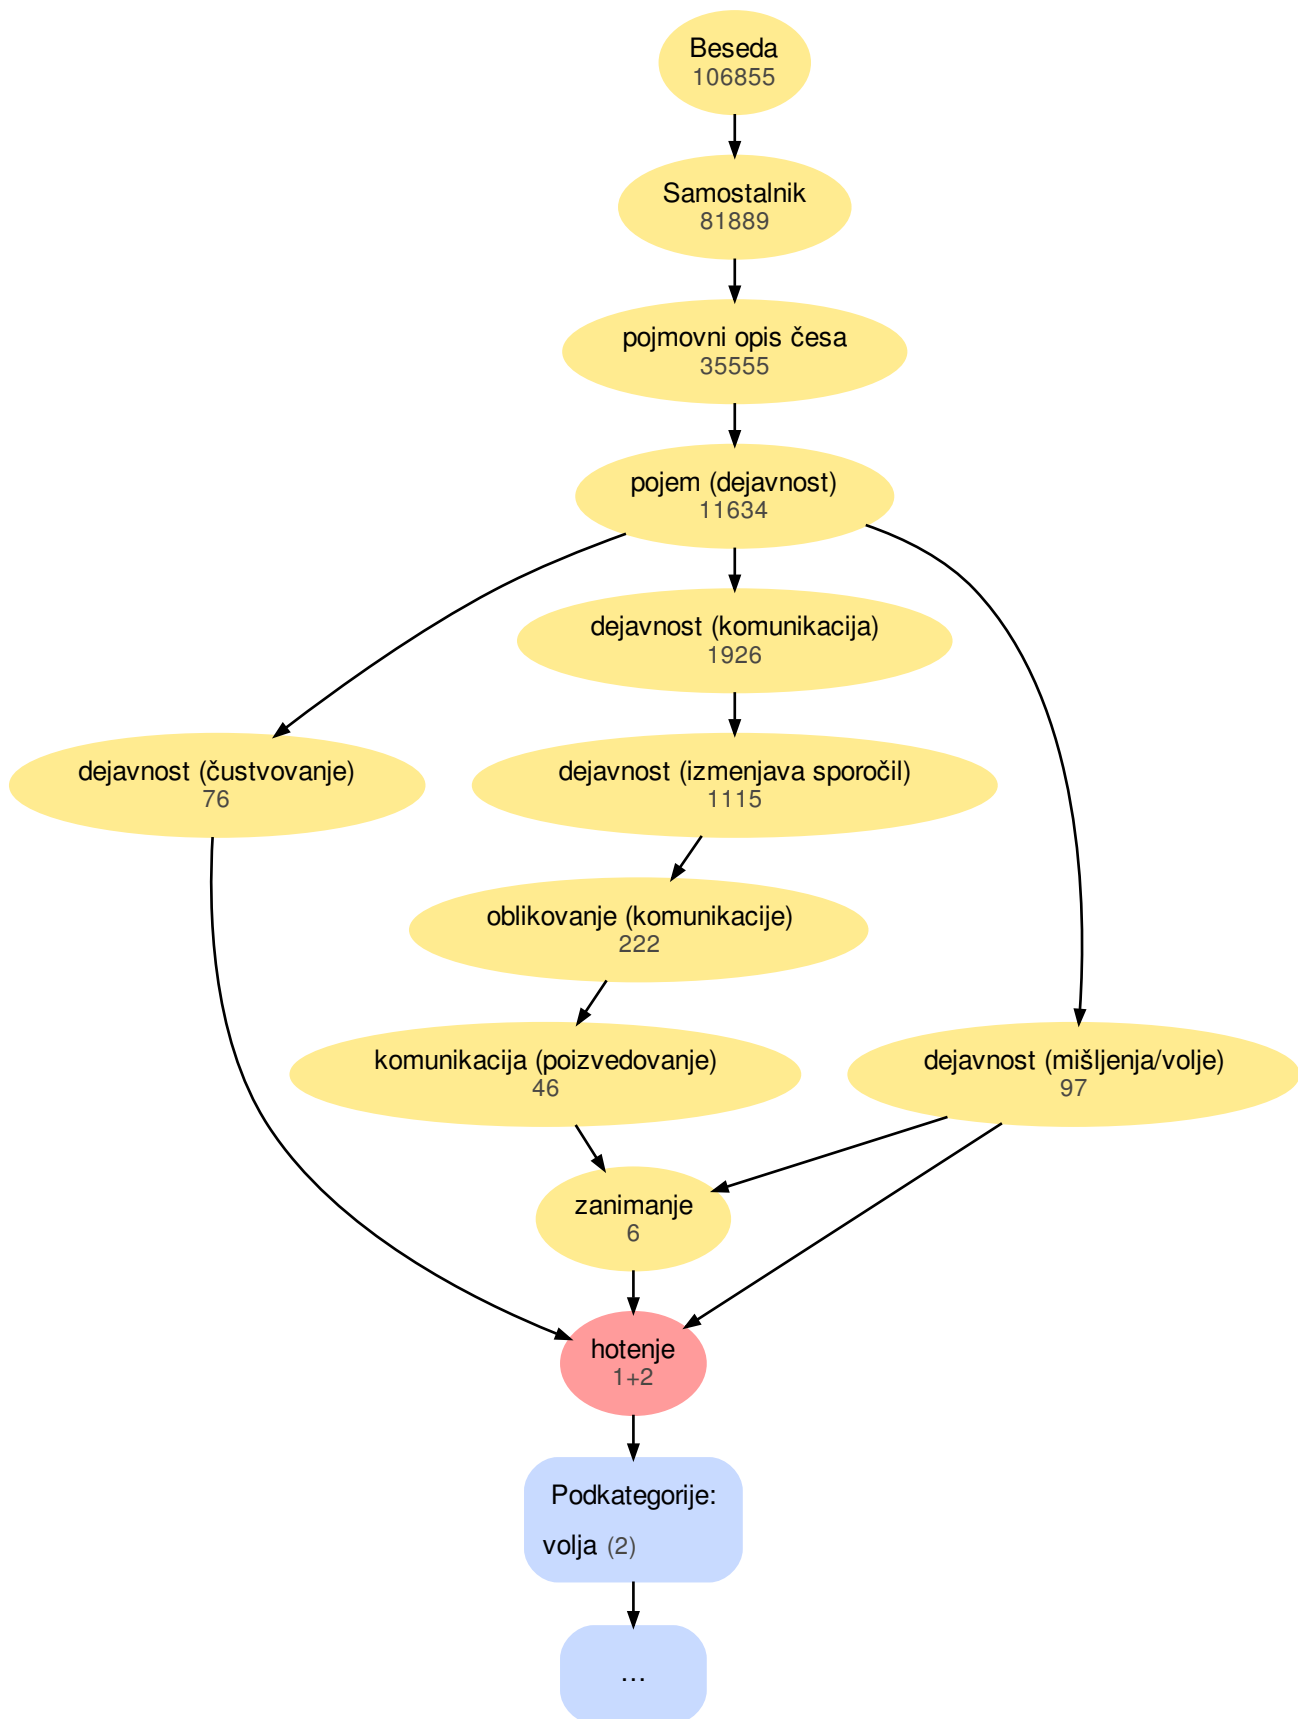 Beseda
106855
Samostalnik
81889
pojmovni opis česa
35555
pojem (dejavnost)
11634
dejavnost (komunikacija)
1926
dejavnost (čustvovanje)
76
dejavnost (izmenjava sporočil)
1115
oblikovanje (komunikacije)
222
komunikacija (poizvedovanje)
46
dejavnost (mišljenja/volje)
97
zanimanje
6
hotenje
1+2
Podkategorije:
volja (2)
...